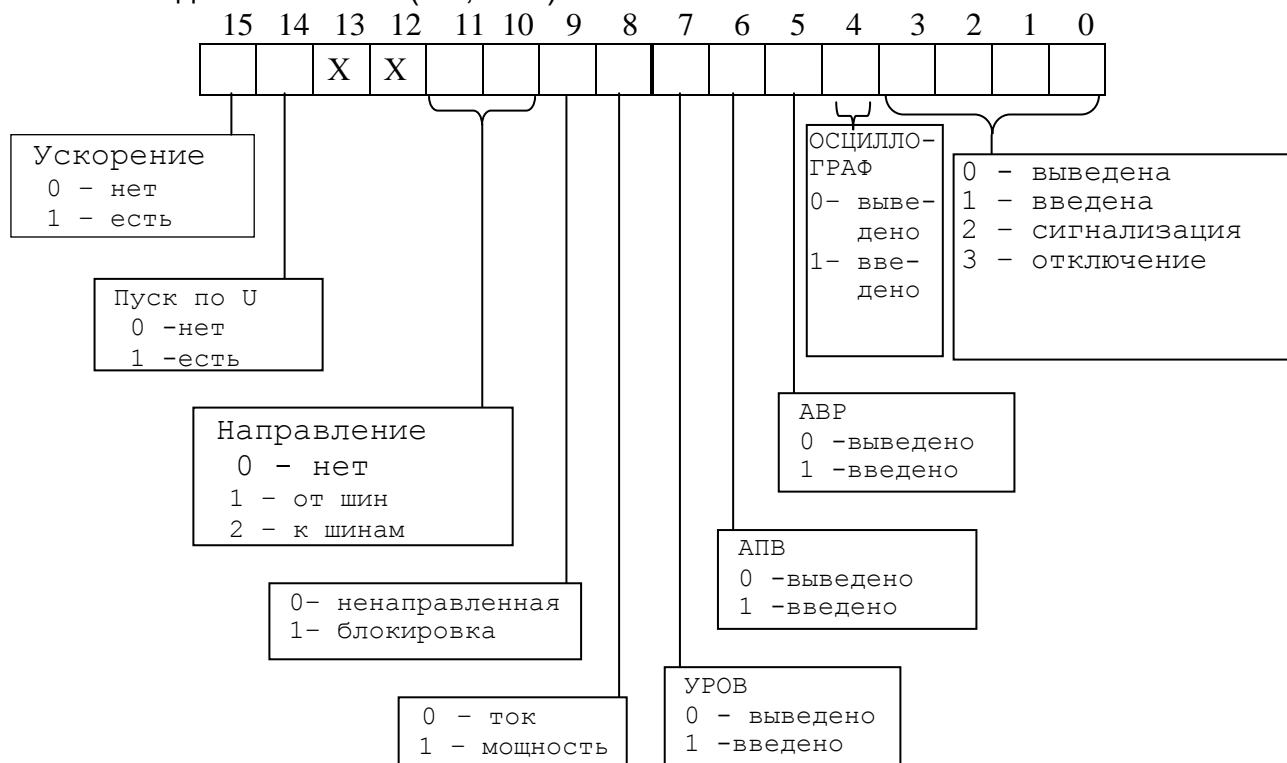 15 14 13 12 11 10 9 8 7 6 5 4 3 2 1 0
X X
Ускорение
0 – нет
1 – есть
Пуск по U
0 -нет
1 -есть
Направление
0 – нет
1 – от шин
2 – к шинам
0– ненаправленная
1– блокировка
0 – ток
1 – мощность
УРОВ
0 – выведено
1 -введено
АПВ
0 -выведено
1 -введено
АВР
0 -выведено
1 -введено
ОСЦИЛЛО-
ГРАФ
0– выве-
дено
1– вве-
дено
0 - выведена
1 – введена
2 – сигнализация
3 – отключение